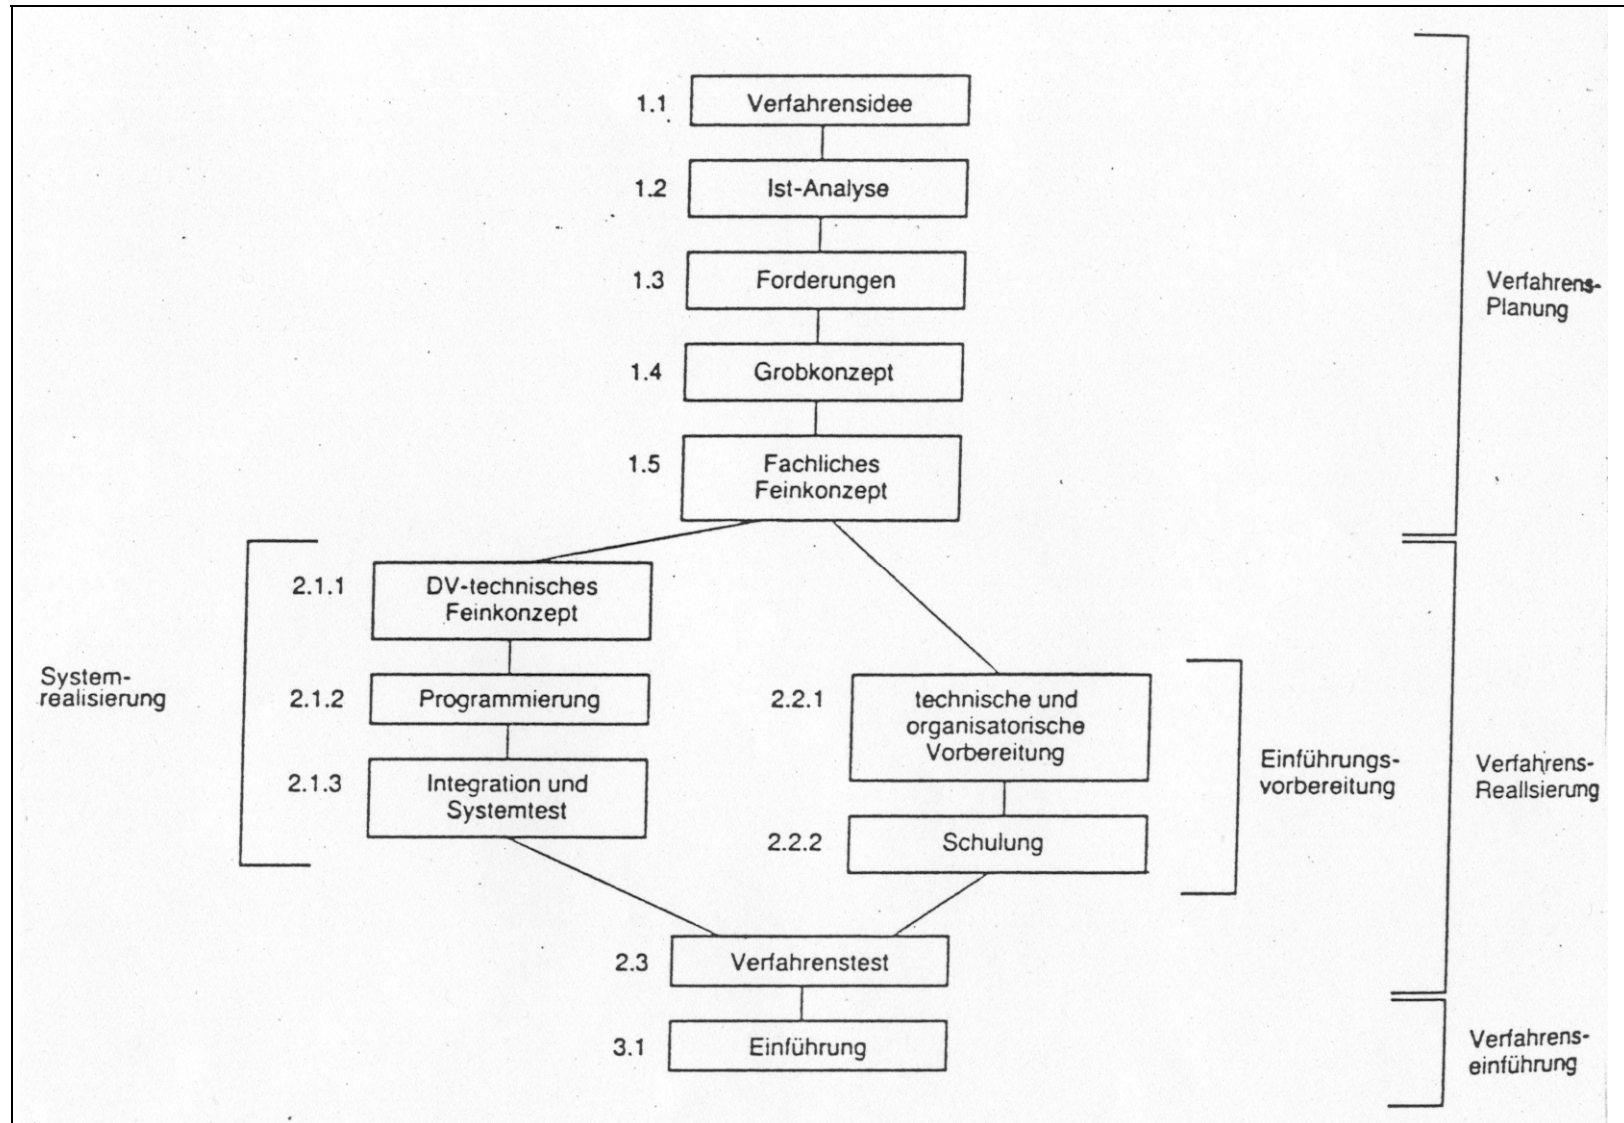 1.1 Verfahrensidee
1.2 Ist-Analyse
1.3 Forderungen
Verfahrens-
Planung
1.4 Grobkonzept
1.5 Fachliches
Feinkonzept
2.1.1 DV-technisches
Feinkonzept
System-
realisierung
2.1.2 Programmierung
2.2.1 technische und
organisatorische
Vorbereitung
Einführungs-
vorbereitung
Verfahrens-
Reallsierung
2.1.3 Integration und
Systemtest
2.2.2 Schulung
2.3 Verfahrenstest
3.1 Einführung
Verfahrens-
einführung